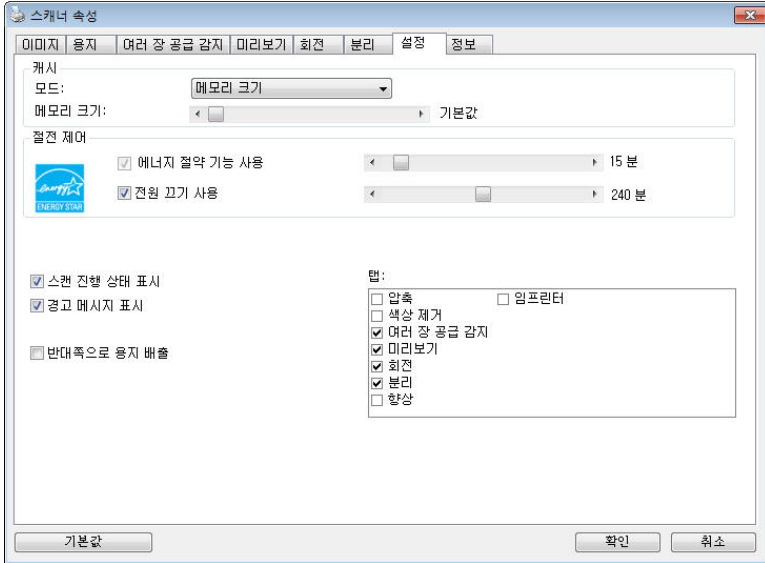 스캐너 속성
이미지 용지 여러 장 공급 감지 미리보기 회전 분리 설정 정보
캐시
모드: 메모리 크기
메모리 크기: 기본값
절전 제어
에너지 절약 기능 사용 15 분
전원 끄기 사용 240 분
energy
ENERGY STAR
스캔 진행 상태 표시
경고 메시지 표시
반대쪽으로 용지 배출
탭:
압축 임프린터
색상 제거
여러 장 공급 감지
미리보기
회전
분리
향상
기본값 확인 취소